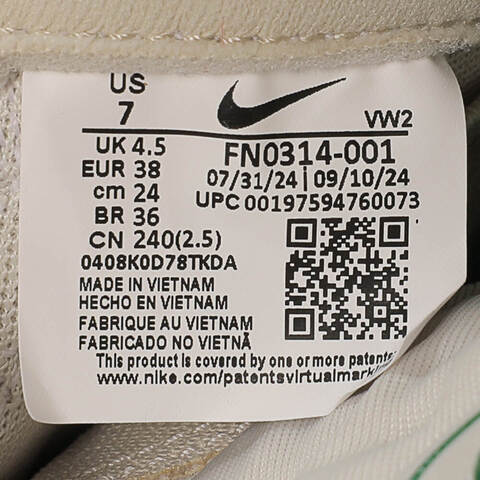 US
7
VW2
UK 4.5
EUR 38
cm 24
BR 36
CN 240(2.5)
FN0314-001
07/31/24 | 09/10/24
UPC 00197594760073
0408K0D78TKDA
MADE IN VIETNAM
HECHO EN VIETNAM
FABRIQUE AU VIETNAM
FABRICADO NO VIETNÃ
This product is covered by one or more patents
www.nike.com/patentsvirtualmarking